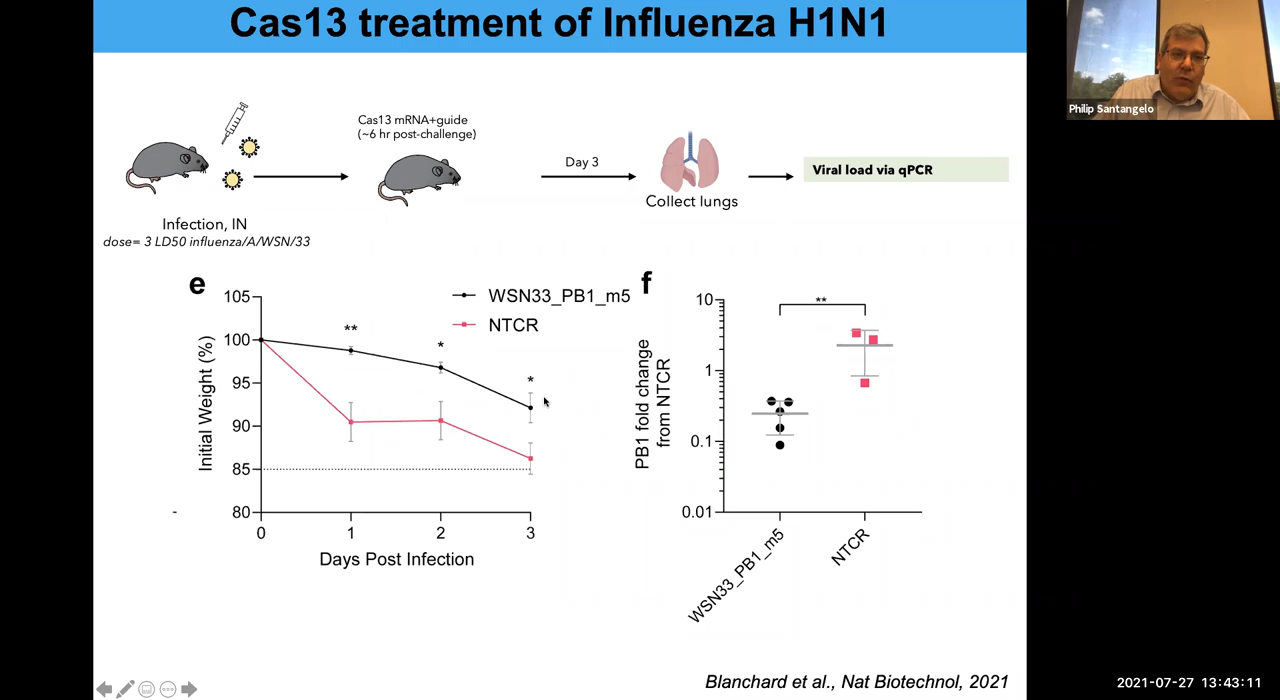 Cas13 treatment of Influenza H1N1
Philip Santangelo
Cas13 mRNA+guide
(~6 hr post-challenge)
Day 3
Viral load via qPCR
Collect lungs
Infection, IN
dose= 3 LD50 influenza/A/WSN/33
e
105
100
95
90
85
80
Initial Weight (%)
WSN33_PB1_m5
NTCR
**
*
*
0 1 2 3
Days Post Infection
f
10
1
0.1
0.01
PB1 fold change
from NTCR
**
WSN33_PB1_m5
NTCR
Blanchard et al., Nat Biotechnol, 2021
2021-07-27 13:43:11